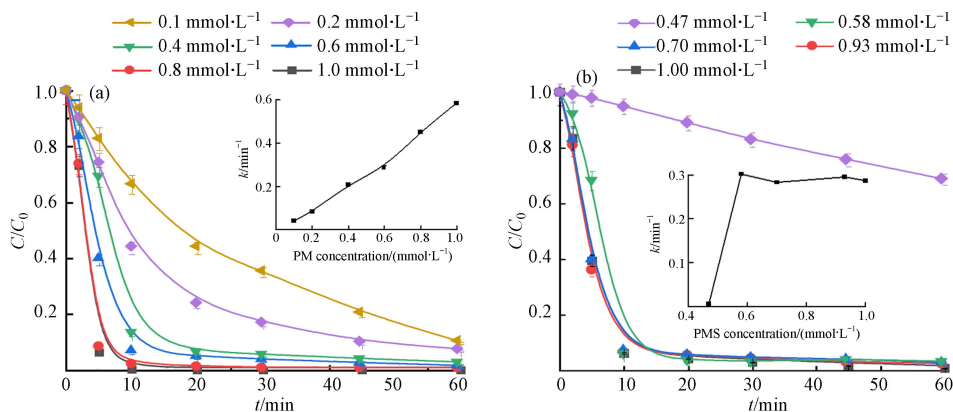 0.1 mmol·L⁻¹ 0.2 mmol·L⁻¹
0.4 mmol·L⁻¹ 0.6 mmol·L⁻¹
0.8 mmol·L⁻¹ 1.0 mmol·L⁻¹
(a)
C/C₀
1.0
0.8
0.6
0.4
0.2
0 10 20 30 40 50 60
t/min
k/min⁻¹
0.6
0.4
0.2
0.2 0.4 0.6 0.8 1.0
PM concentration/(mmol·L⁻¹)
0.47 mmol·L⁻¹ 0.58 mmol·L⁻¹
0.70 mmol·L⁻¹ 0.93 mmol·L⁻¹
1.00 mmol·L⁻¹
(b)
C/C₀
1.0
0.8
0.6
0.4
0.2
0 10 20 30 40 50 60
t/min
k/min⁻¹
0.3
0.2
0.1
0
0.4 0.6 0.8 1.0
PMS concentration/(mmol·L⁻¹)